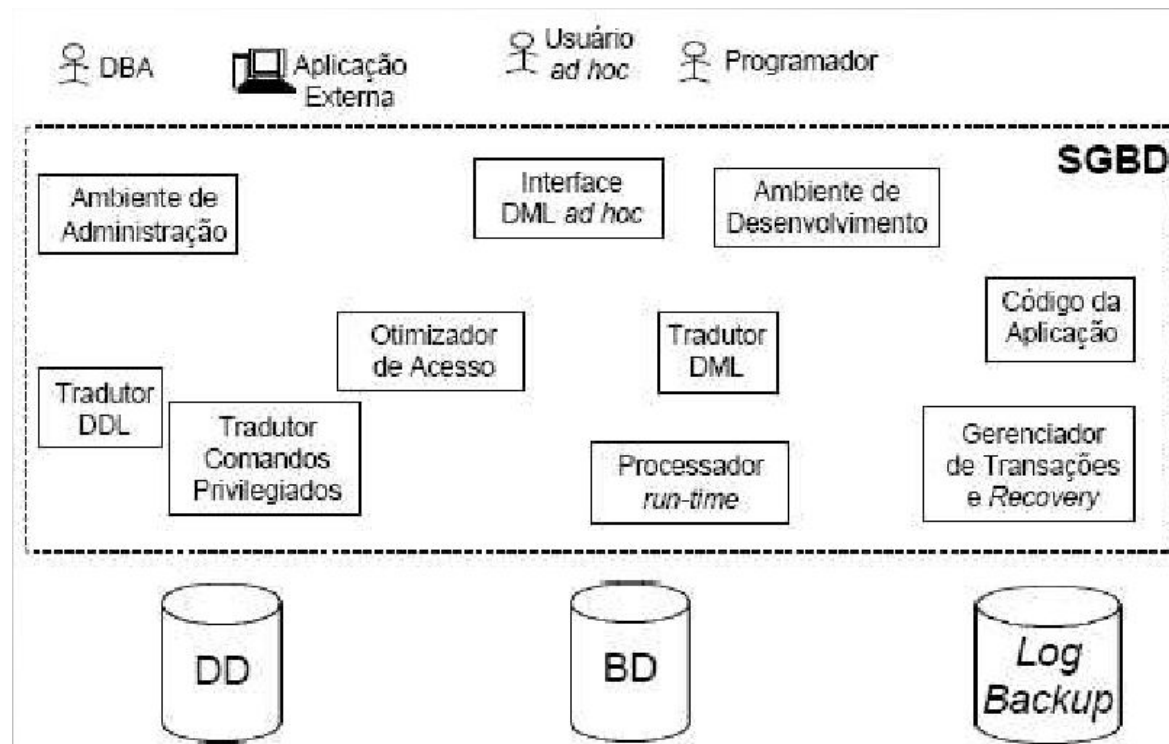 DBA
Aplicação
Externa
Usuário
ad hoc
Programador
SGBD
Ambiente de
Administração
Interface
DML ad hoc
Ambiente de
Desenvolvimento
Otimizador
de Acesso
Tradutor
DML
Código da
Aplicação
Tradutor
DDL
Tradutor
Comandos
Privilegiados
Processador
run-time
Gerenciador
de Transações
e Recovery
DD
BD
Log
Backup